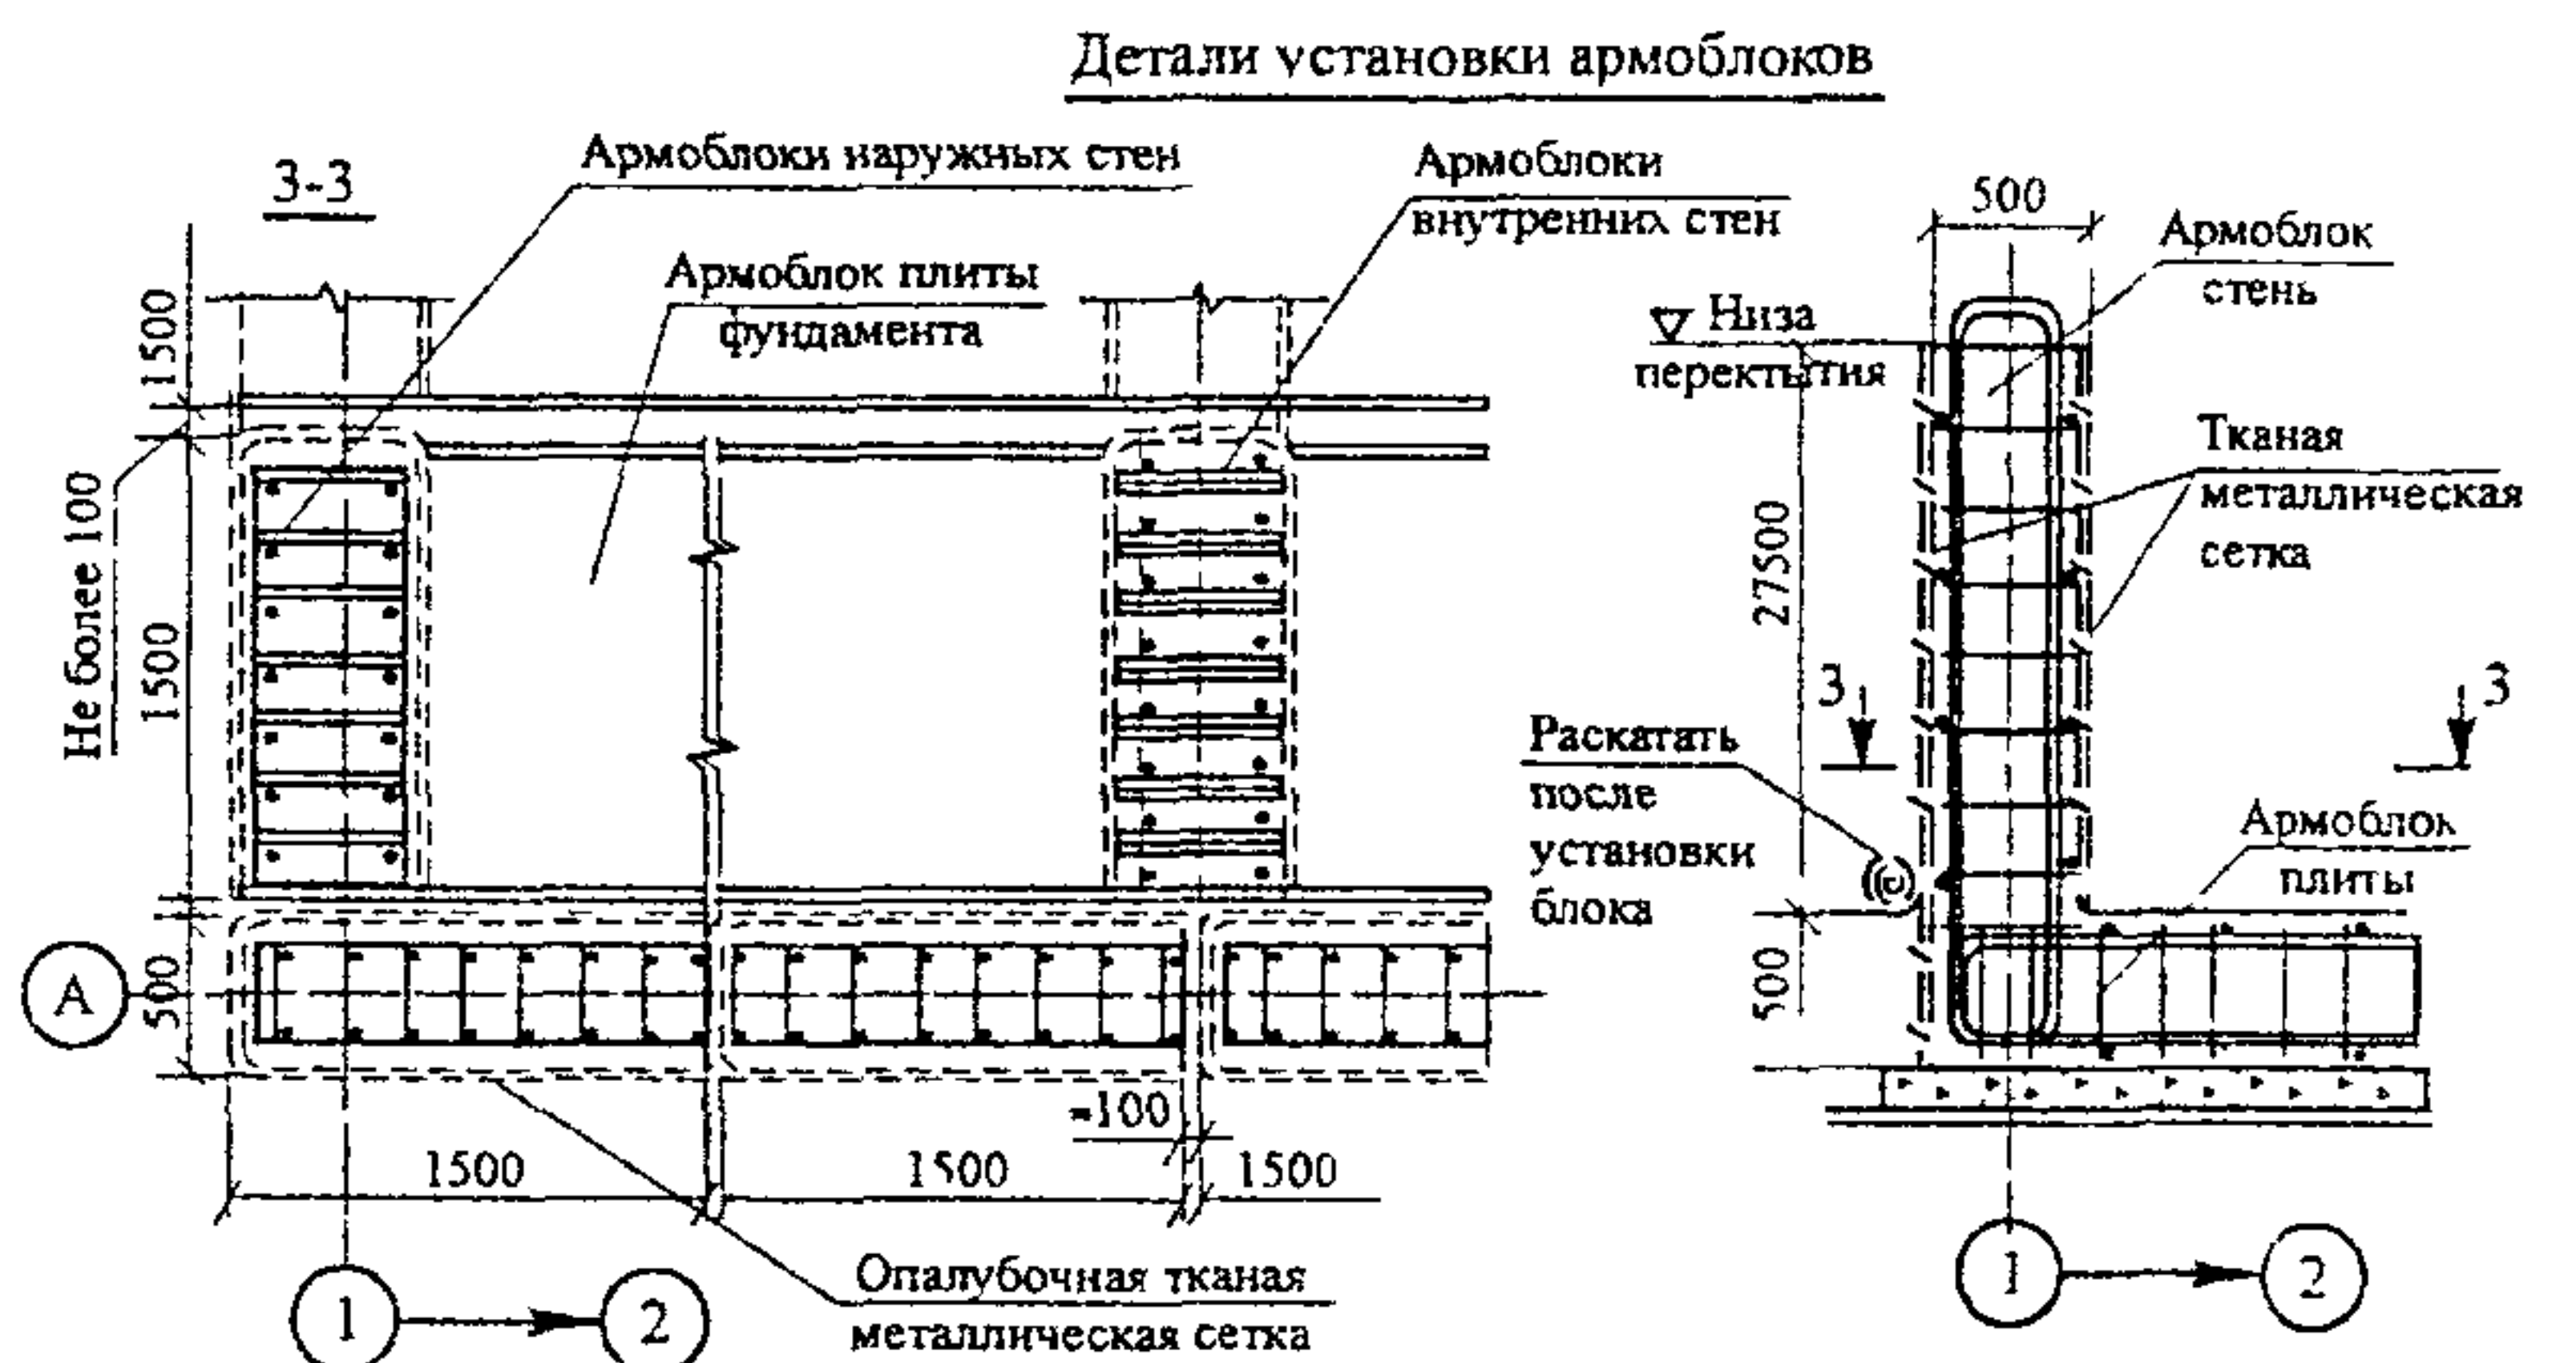 Детали установки армоблоков
3-3
Армоблоки наружных стен
Армоблок плиты
фундамента
Армоблоки
внутренних стен
1500
Не более 100
1500
500
А
≈100
1500
1500
1500
1
2
Опалубочная тканая
металлическая сетка
500
Армоблок
стень
Низа
перектытия
Тканая
металлическая
сетка
27500
3
3
Раскатать
после
установки
блока
Армоблок
плиты
500
1
2